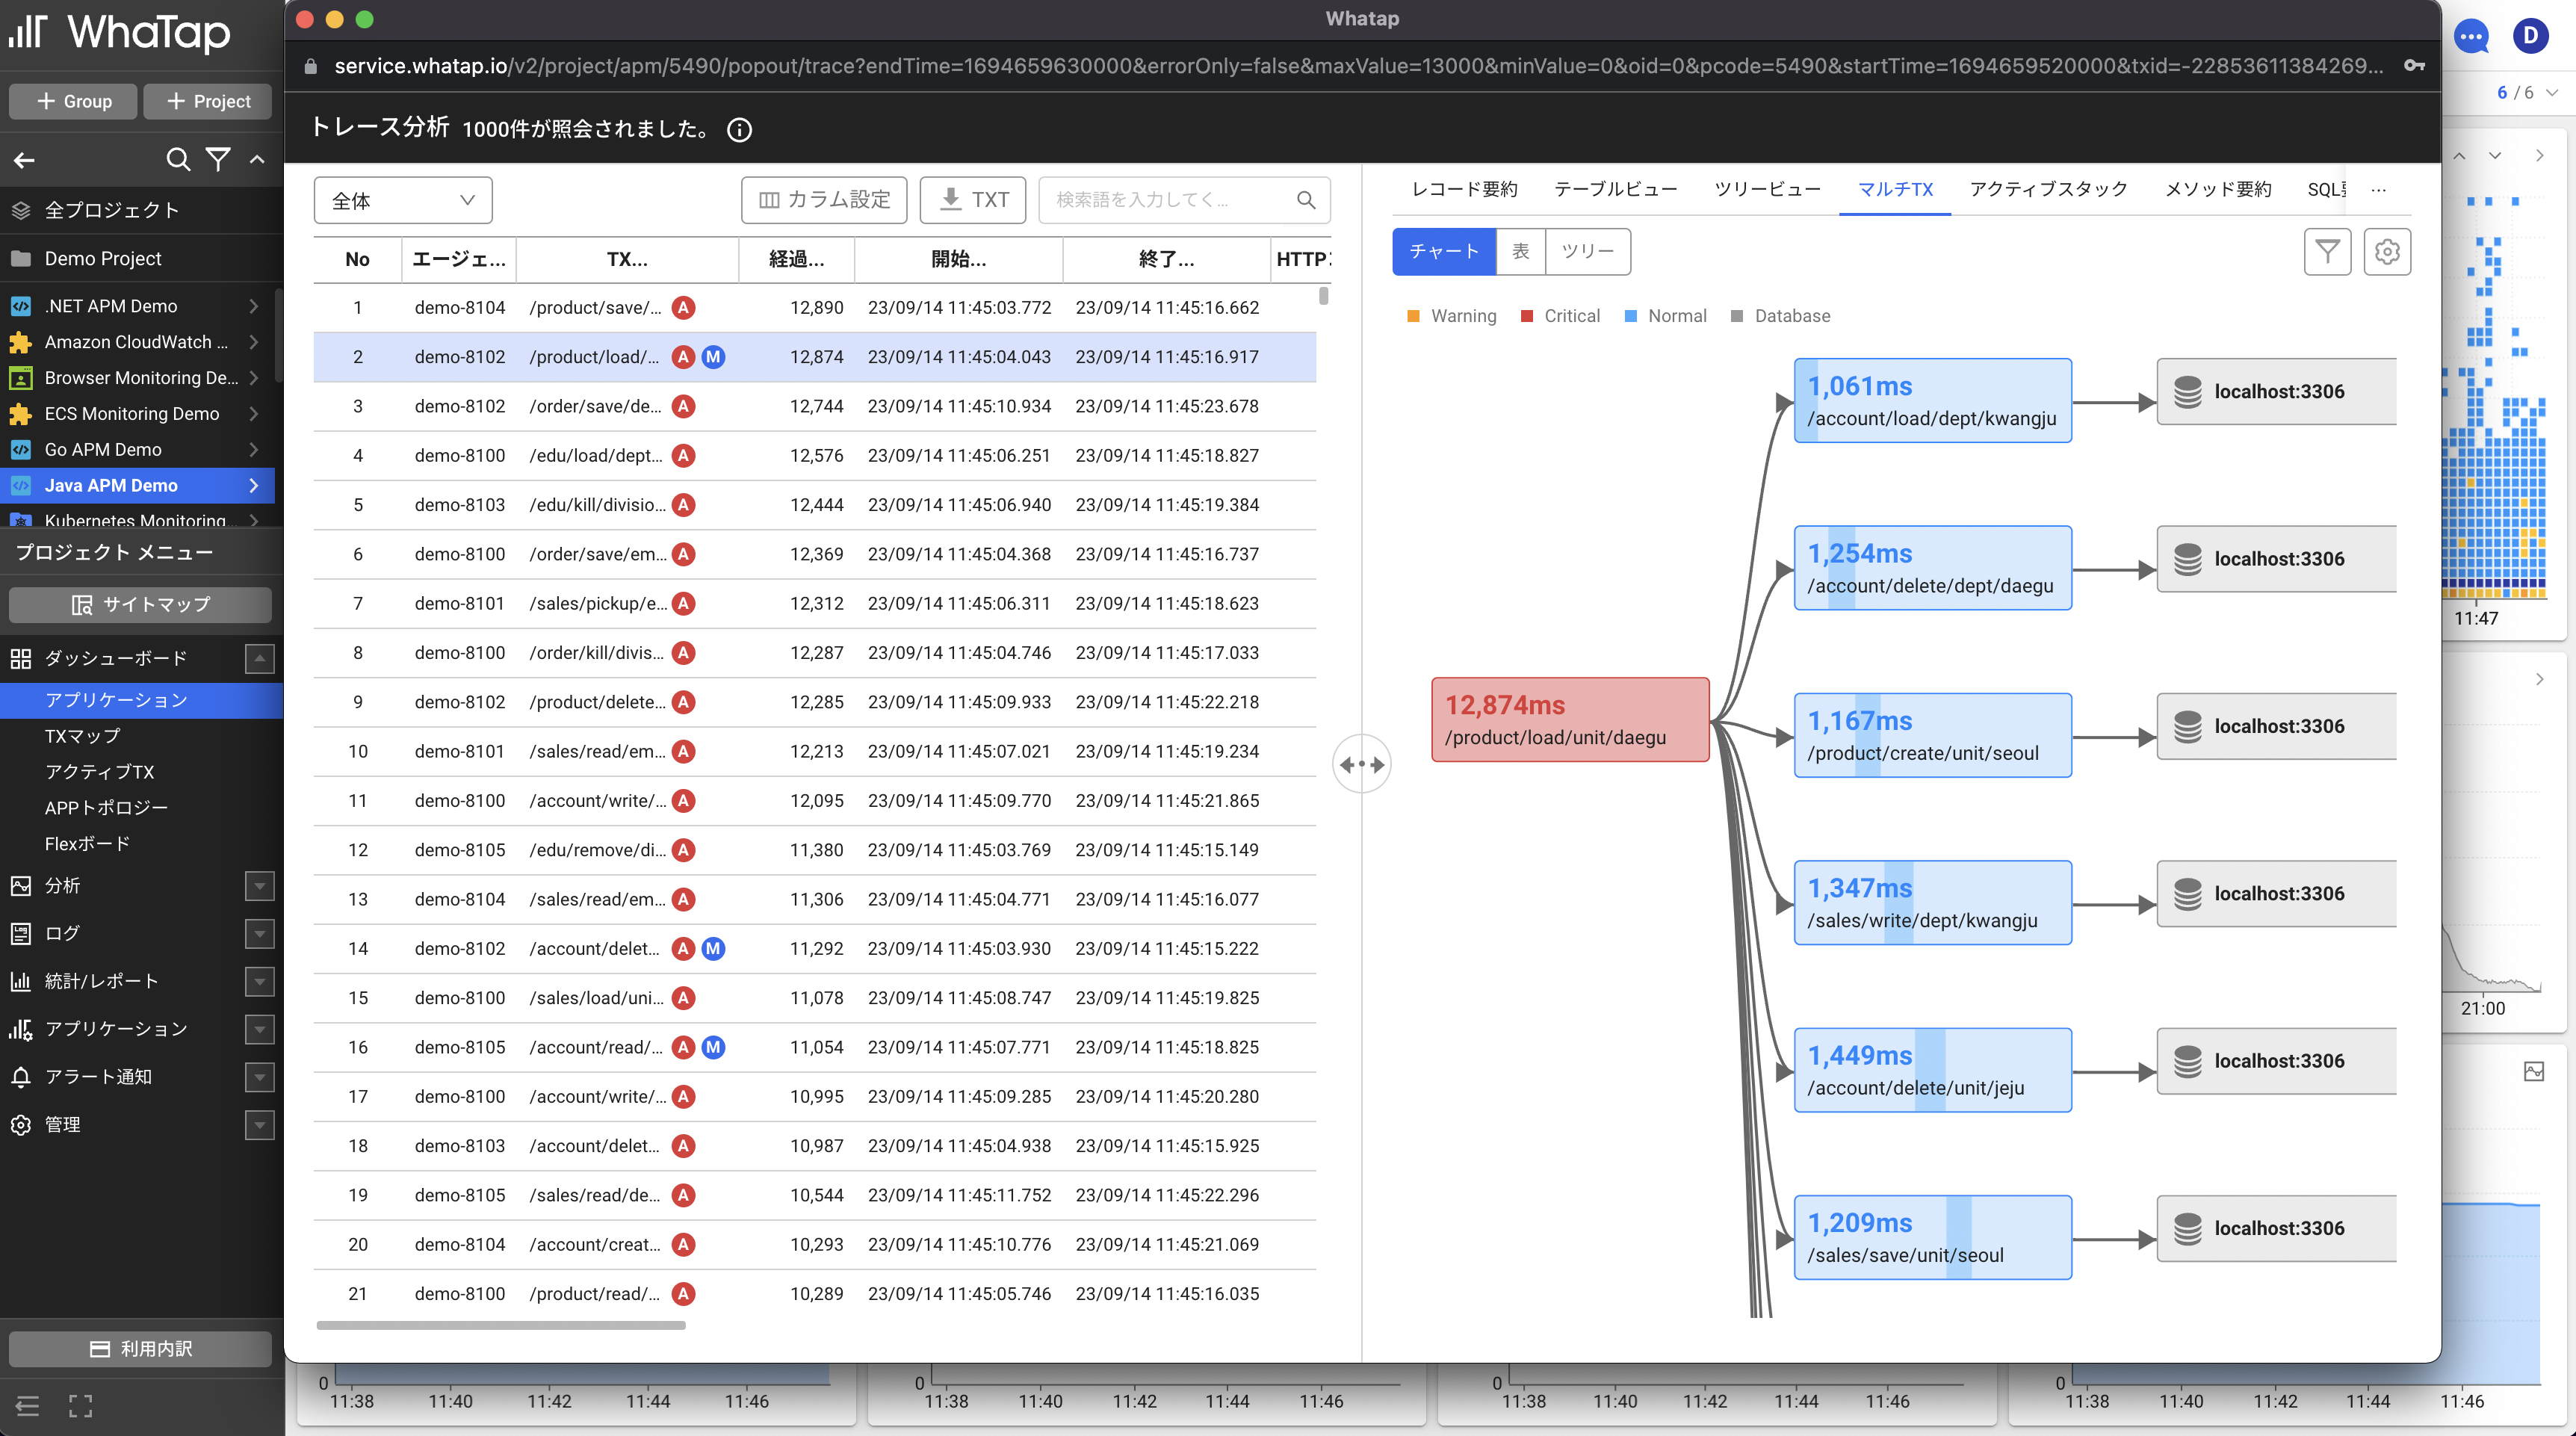 WhaTap
Group
Project
全プロジェクト
Demo Project
.NET APM Demo
Amazon CloudWatch ...
Browser Monitoring De...
ECS Monitoring Demo
Go APM Demo
Java APM Demo
Kubernetes Monitoring
プロジェクト メニュー
サイトマップ
ダッシューボード
アプリケーション
TXマップ
アクティブTX
APPトポロジー
Flexボード
分析
ログ
統計/レポート
アプリケーション
アラート通知
管理
利用内訳
Whatap
service.whatap.io/v2/project/apm/5490/popout/trace?endTime=1694659630000&errorOnly=false&maxValue=13000&minValue=0&oid=0&pcode=5490&startTime=1694659520000&txid=-22853611384269...
トレース分析 1000件が照会されました。
全体 カラム設定 TXT 検索語を入力してく...
No エージェ... TX... 経過... 開始... 終了... HTTP
1 demo-8104 /product/save/... A 12,890 23/09/14 11:45:03.772 23/09/14 11:45:16.662
2 demo-8102 /product/load/... A M 12,874 23/09/14 11:45:04.043 23/09/14 11:45:16.917
3 demo-8102 /order/save/de... A 12,744 23/09/14 11:45:10.934 23/09/14 11:45:23.678
4 demo-8100 /edu/load/dept... A 12,576 23/09/14 11:45:06.251 23/09/14 11:45:18.827
5 demo-8103 /edu/kill/divisio... A 12,444 23/09/14 11:45:06.940 23/09/14 11:45:19.384
6 demo-8100 /order/save/em... A 12,369 23/09/14 11:45:04.368 23/09/14 11:45:16.737
7 demo-8101 /sales/pickup/e... A 12,312 23/09/14 11:45:06.311 23/09/14 11:45:18.623
8 demo-8100 /order/kill/divis... A 12,287 23/09/14 11:45:04.746 23/09/14 11:45:17.033
9 demo-8102 /product/delete... A 12,285 23/09/14 11:45:09.933 23/09/14 11:45:22.218
10 demo-8101 /sales/read/em... A 12,213 23/09/14 11:45:07.021 23/09/14 11:45:19.234
11 demo-8100 /account/write/... A 12,095 23/09/14 11:45:09.770 23/09/14 11:45:21.865
12 demo-8105 /edu/remove/di... A 11,380 23/09/14 11:45:03.769 23/09/14 11:45:15.149
13 demo-8104 /sales/read/em... A 11,306 23/09/14 11:45:04.771 23/09/14 11:45:16.077
14 demo-8102 /account/delet... A M 11,292 23/09/14 11:45:03.930 23/09/14 11:45:15.222
15 demo-8100 /sales/load/uni... A 11,078 23/09/14 11:45:08.747 23/09/14 11:45:19.825
16 demo-8105 /account/read/... A M 11,054 23/09/14 11:45:07.771 23/09/14 11:45:18.825
17 demo-8100 /account/write/... A 10,995 23/09/14 11:45:09.285 23/09/14 11:45:20.280
18 demo-8103 /account/delet... A 10,987 23/09/14 11:45:04.938 23/09/14 11:45:15.925
19 demo-8105 /sales/read/de... A 10,544 23/09/14 11:45:11.752 23/09/14 11:45:22.296
20 demo-8104 /account/creat... A 10,293 23/09/14 11:45:10.776 23/09/14 11:45:21.069
21 demo-8100 /product/read/... A 10,289 23/09/14 11:45:05.746 23/09/14 11:45:16.035
レコード要約 テーブルビュー ツリービュー マルチTX アクティブスタック メソッド要約 SQL ...
チャート 表 ツリー
Warning Critical Normal Database
12,874ms
/product/load/unit/daegu
1,061ms
/account/load/dept/kwangju
localhost:3306
1,254ms
/account/delete/dept/daegu
localhost:3306
1,167ms
/product/create/unit/seoul
localhost:3306
1,347ms
/sales/write/dept/kwangju
localhost:3306
1,449ms
/account/delete/unit/jeju
localhost:3306
1,209ms
/sales/save/unit/seoul
localhost:3306
D
6 / 6
11:47
21:00
0 11:38 11:40 11:42 11:44 11:46
0 11:38 11:40 11:42 11:44 11:46
0 11:38 11:40 11:42 11:44 11:46
0 11:38 11:40 11:42 11:44 11:46